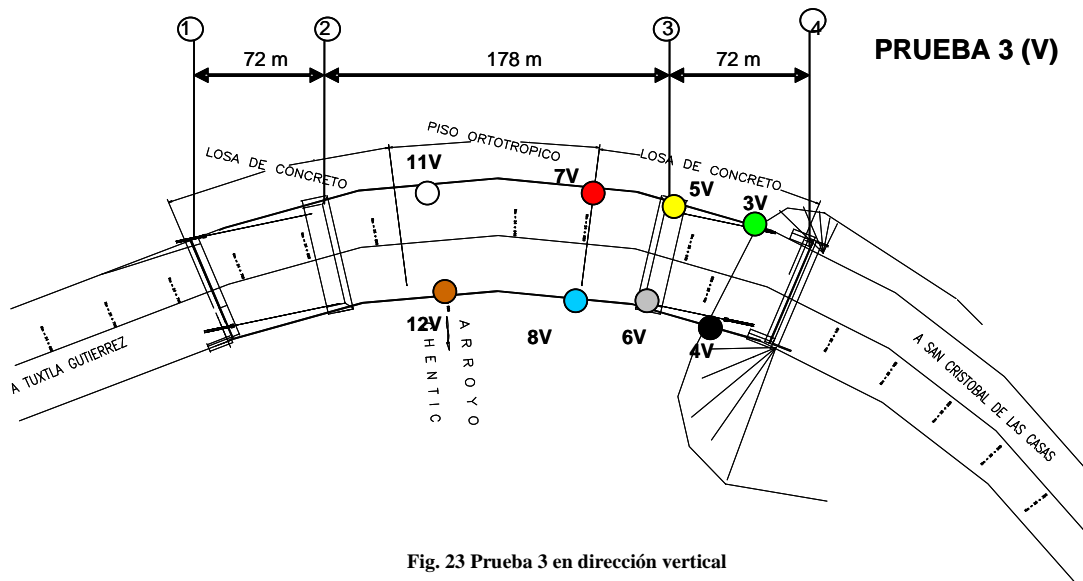 1 2 3 4
PRUEBA 3 (V)
72 m 178 m 72 m
LOSA DE CONCRETO
PISO ORTOTROPICO
LOSA DE CONCRETO
11V
7V
5V
3V
12V
8V
6V
4V
ARROYO
HENTIC
A TUXTLA GUTIERREZ
A SAN CRISTOBAL DE LAS CASAS
Fig. 23 Prueba 3 en dirección vertical